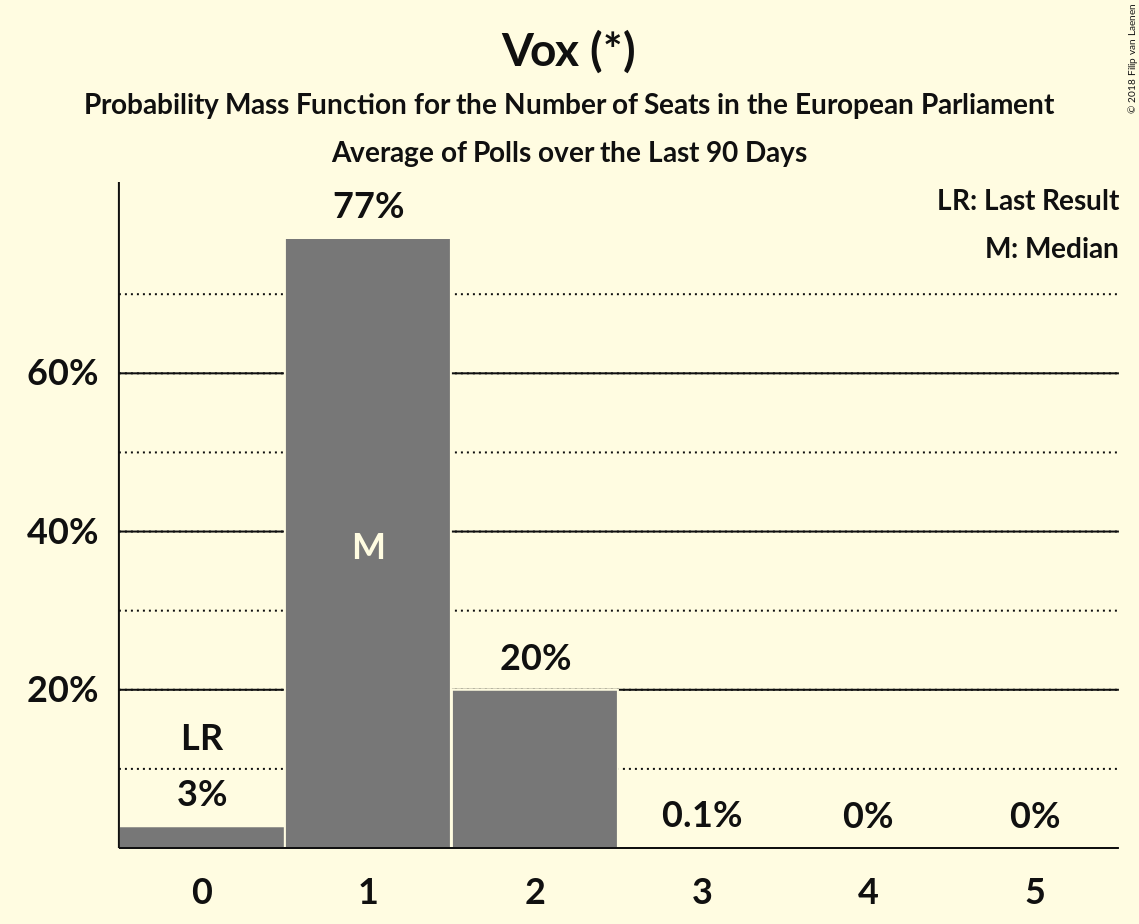 Vox (*)
Probability Mass Function for the Number of Seats in the European Parliament
Average of Polls over the Last 90 Days
© 2018 Filip van Laenen
LR: Last Result
M: Median
77%
60%
40%
M
20%
20%
LR
3%
0.1%
0%
0%
0 1 2 3 4 5